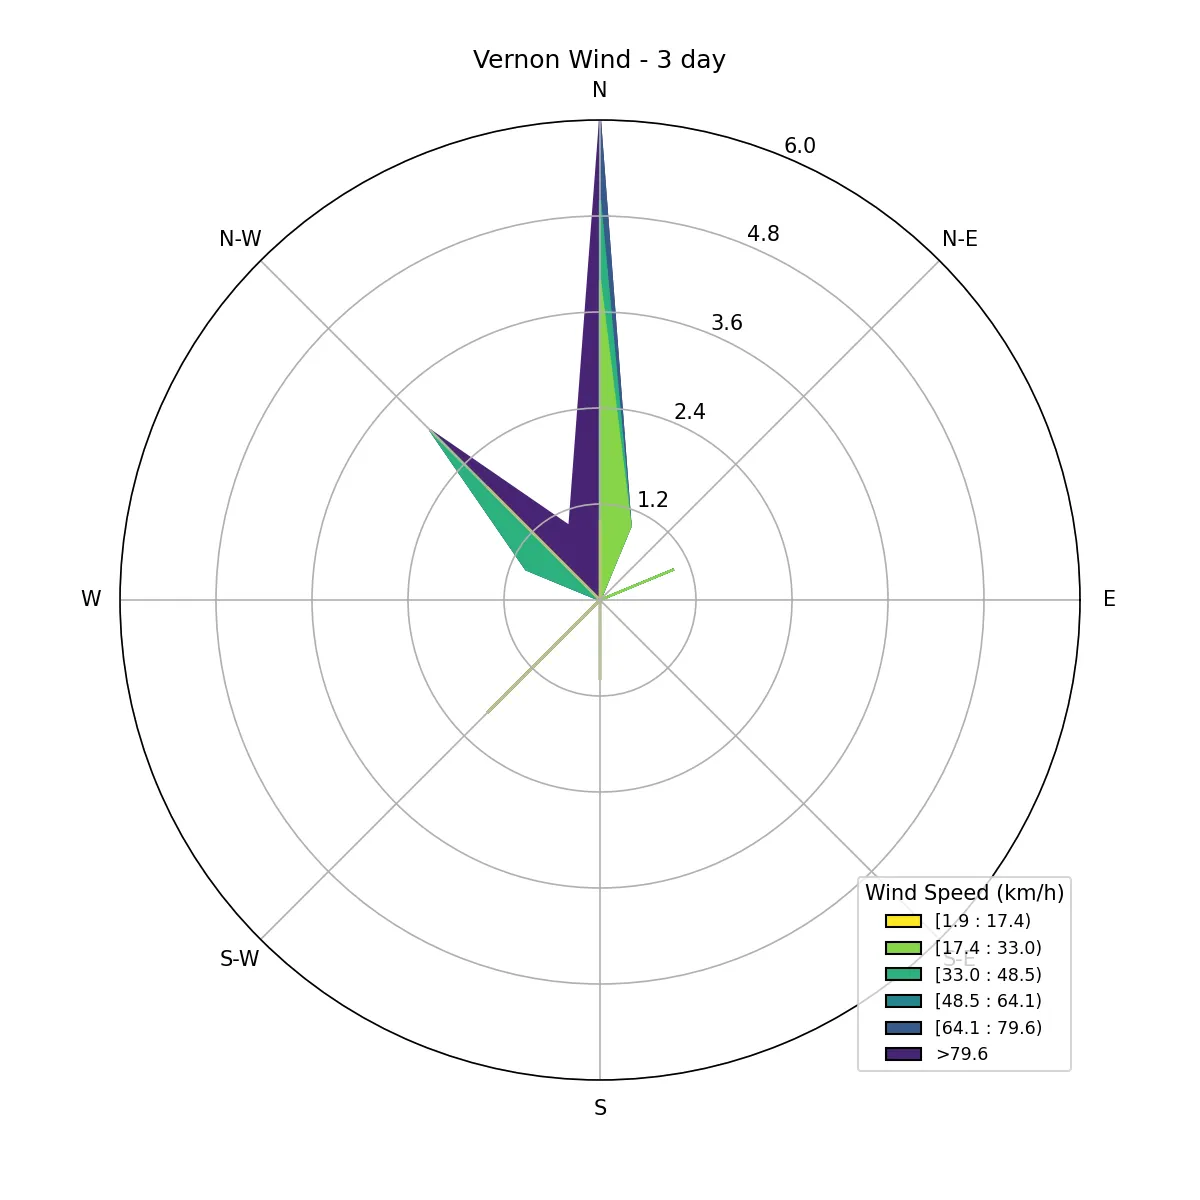 Vernon Wind - 3 day
N
6.0
N-W
4.8
N-E
3.6
2.4
1.2
W
E
S-W
S-E
S
Wind Speed (km/h)
[1.9 : 17.4)
[17.4 : 33.0)
[33.0 : 48.5)
[48.5 : 64.1)
[64.1 : 79.6)
>79.6